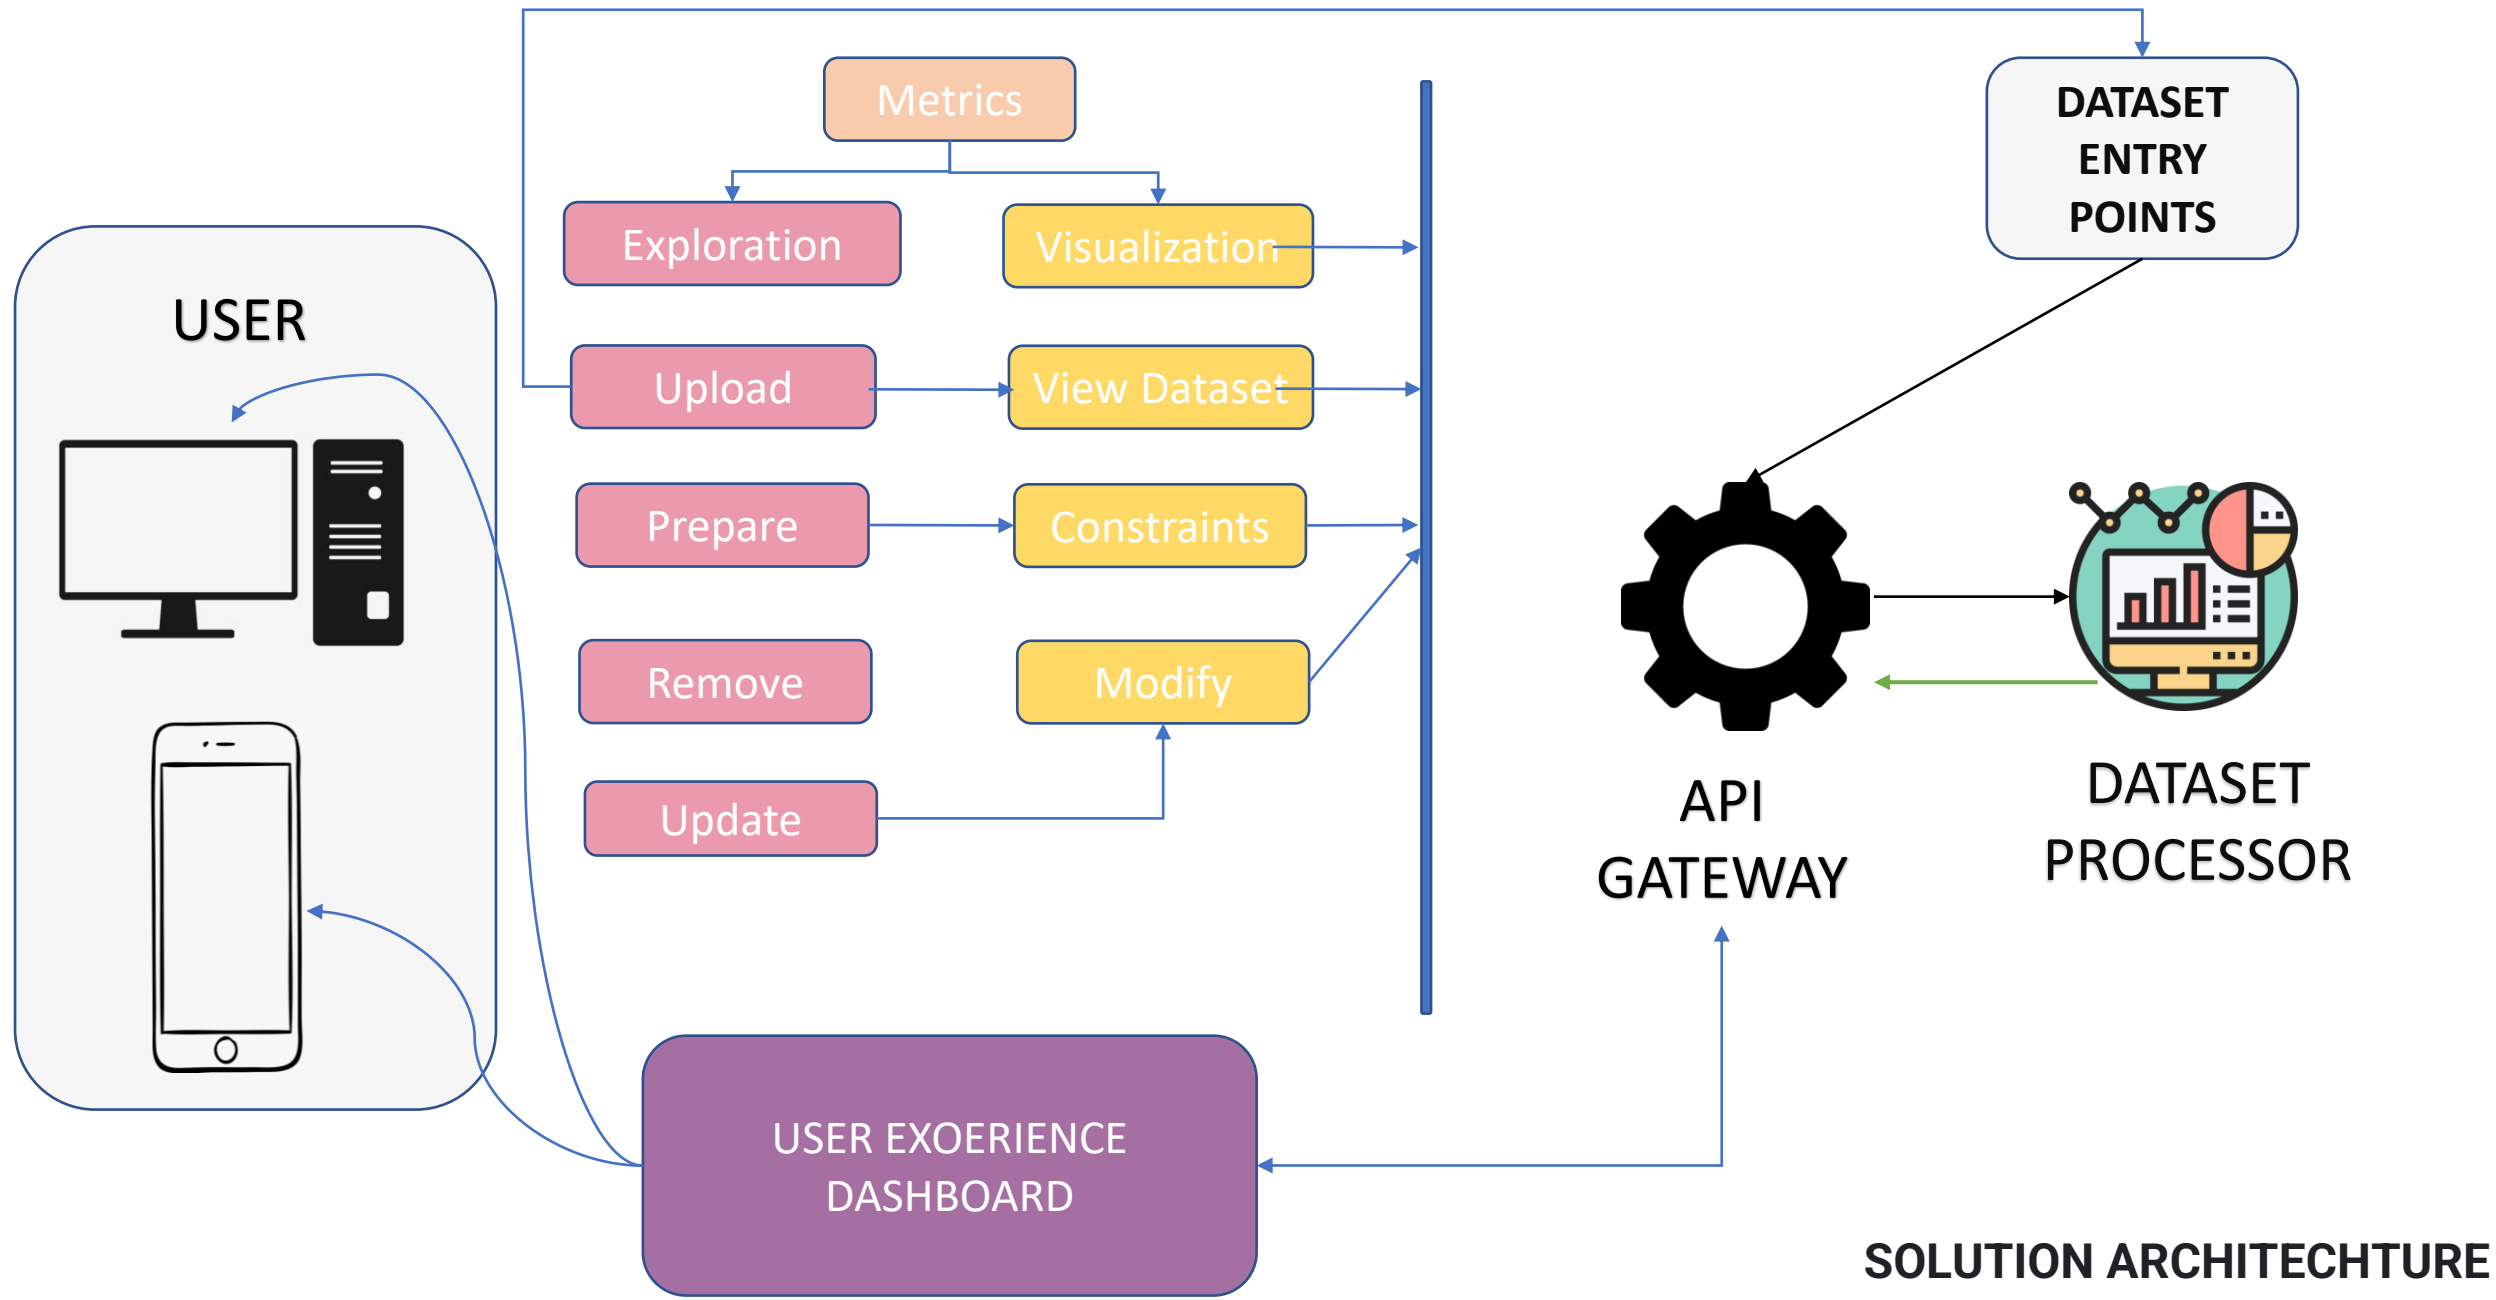 Metrics
DATASET
ENTRY
POINTS
Exploration
Visualization
USER
Upload
View Dataset
Prepare
Constraints
Remove
Modify
Update
API
GATEWAY
DATASET
PROCESSOR
USER EXOERIENCE
DASHBOARD
SOLUTION ARCHITECHTURE